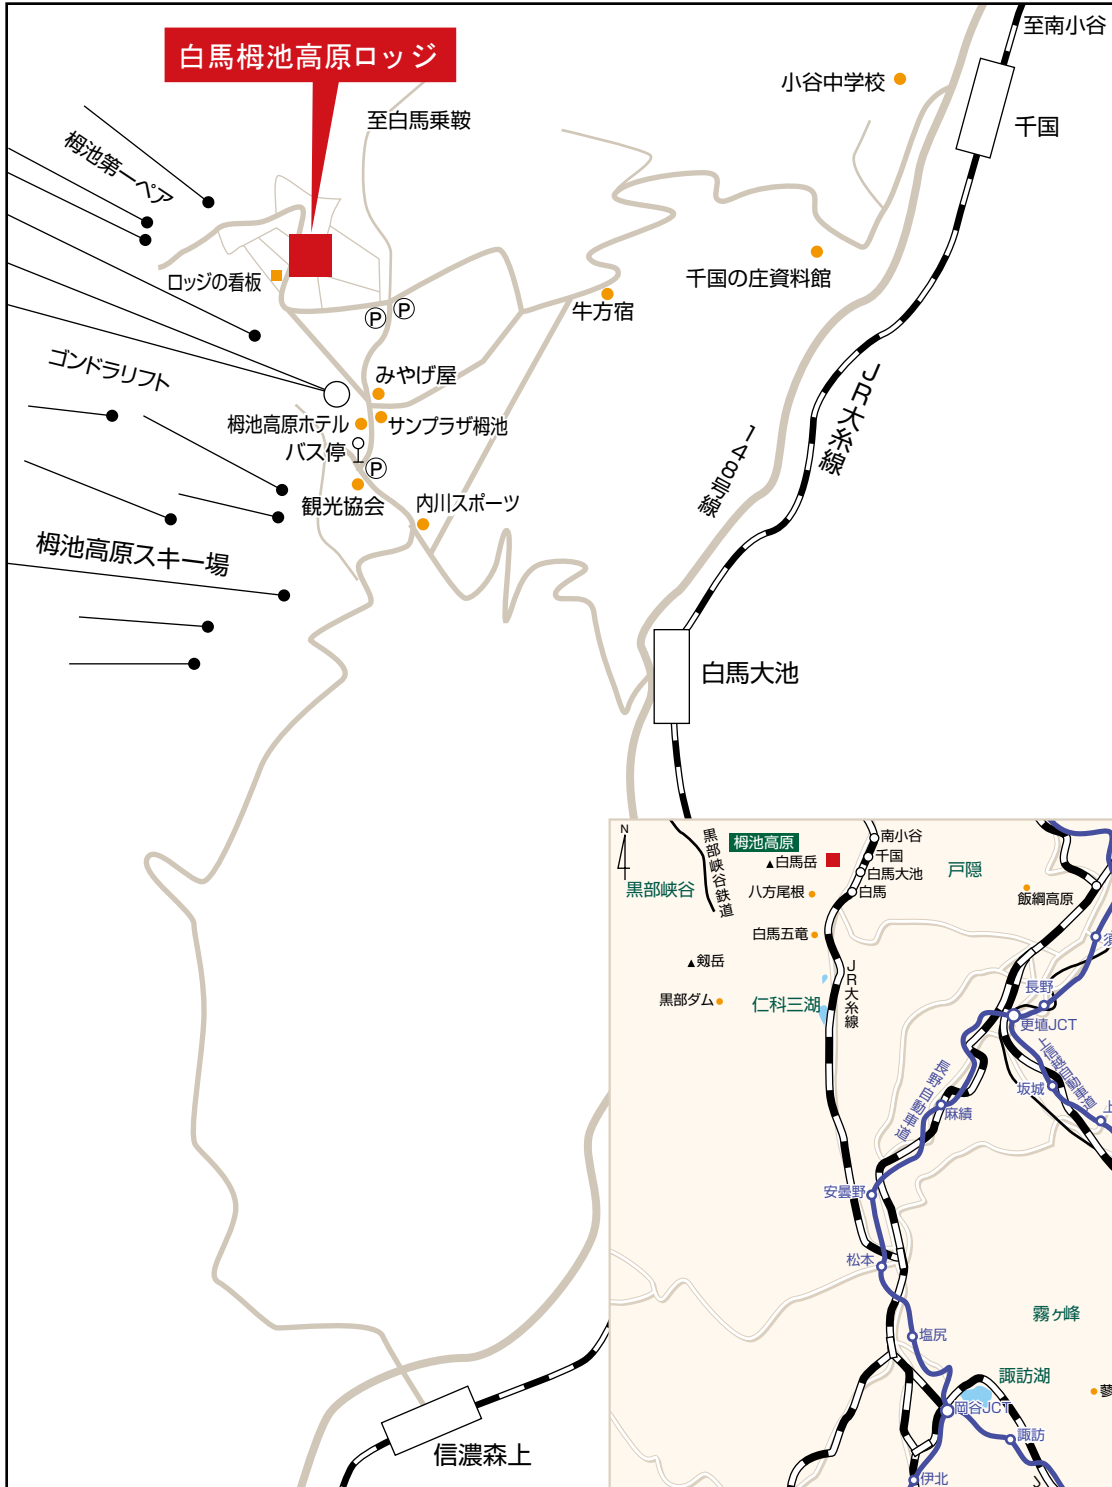 至南小谷
白馬栂池高原ロッジ
小谷中学校
至白馬乗鞍
千国
栂池第一ペア
千国の庄資料館
ロッジの看板
牛方宿
P
P
ゴンドラリフト
みやげ屋
JR大糸線
栂池高原ホテル
サンプラザ栂池
148号線
バス停
P
観光協会
内川スポーツ
栂池高原スキー場
白馬大池
信濃森上
N
黒部峡谷鉄道
栂池高原
南小谷
▲白馬岳
千国
白馬大池
戸隠
黒部峡谷
八方尾根
白馬
飯綱高原
白馬五竜
▲剱岳
JR大糸線
長野
黒部ダム
仁科三湖
更埴JCT
上信越自動車道
長野自動車道
坂城
麻績
安曇野
松本
霧ヶ峰
塩尻
諏訪湖
岡谷JCT
諏訪
伊北